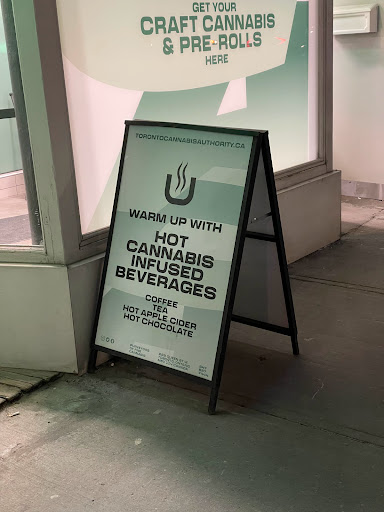 GET YOUR
CRAFT CANNABIS
& PRE-ROLLS
HERE
TORONTOCANNABISAUTHORITY.CA
WARM UP WITH
HOT
CANNABIS
INFUSED
BEVERAGES
COFFEE
TEA
HOT APPLE CIDER
HOT CHOCOLATE